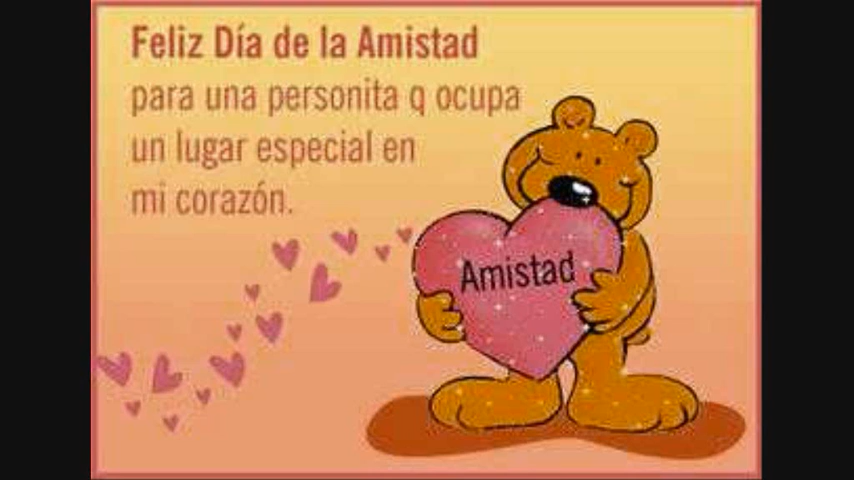 Feliz Día de la Amistad
para una personita q ocupa
un lugar especial en
mi corazón.
Amistad